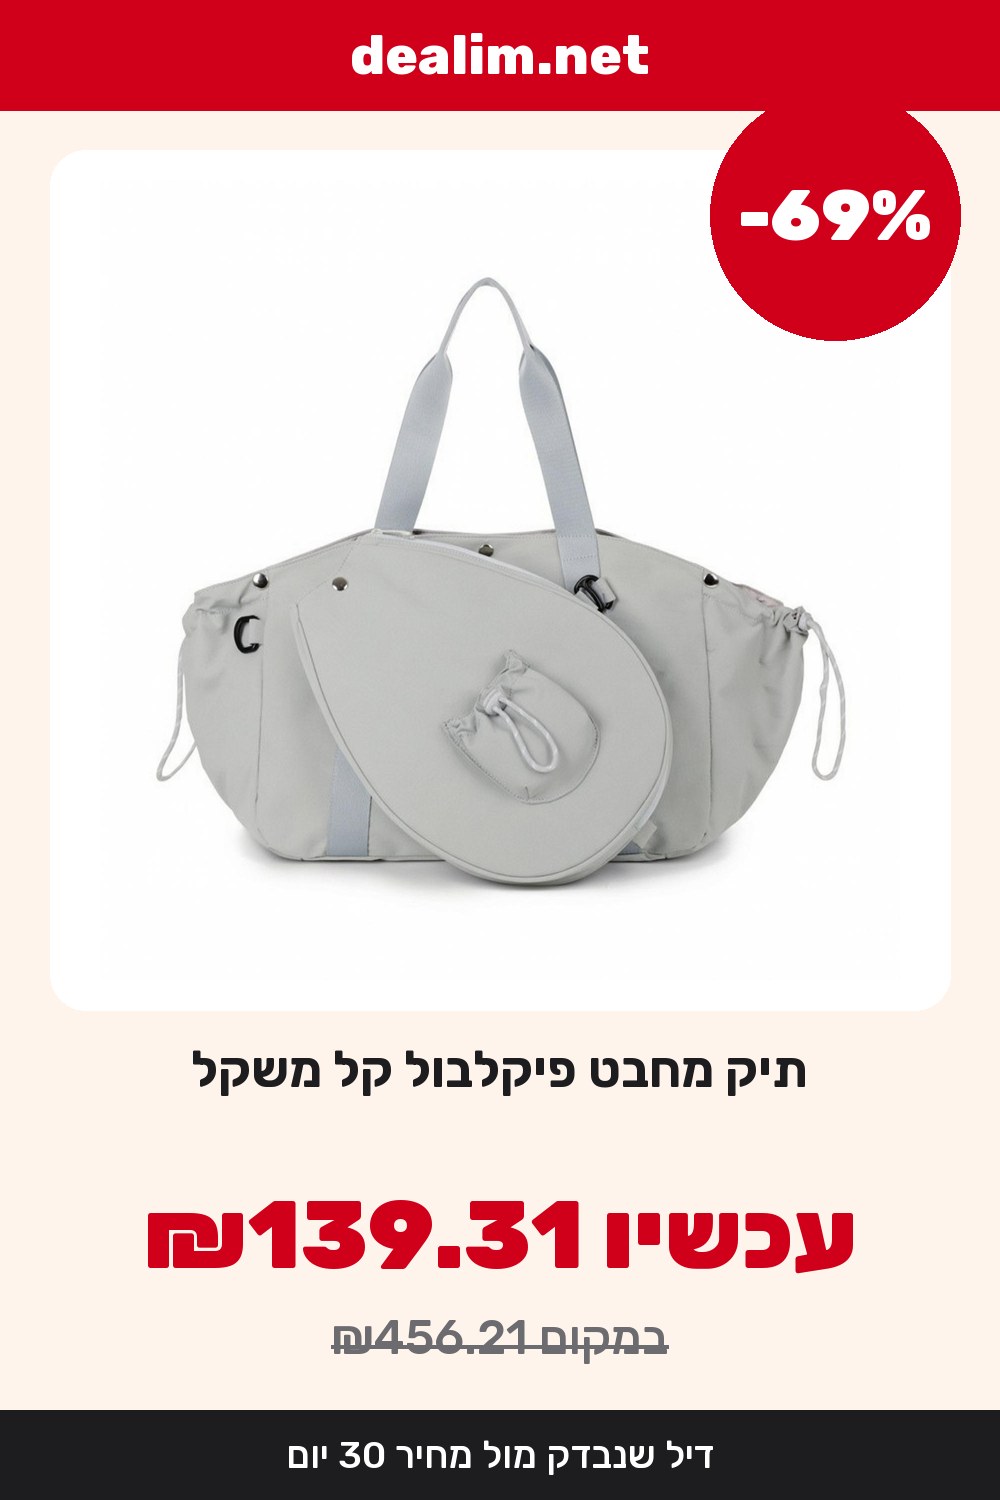 dealim.net
-69%
תיק מחבט פיקלבול קל משקל
עכשיו ₪139.31
במקום ₪456.21
דיל שנבדק מול מחיר 30 יום